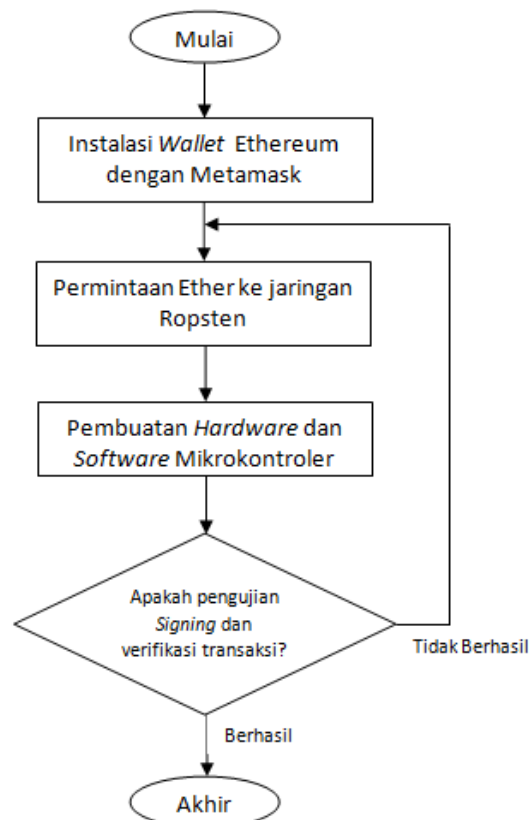 Mulai
Instalasi Wallet Ethereum
dengan Metamask
Permintaan Ether ke jaringan
Ropsten
Pembuatan Hardware dan
Software Mikrokontroler
Apakah pengujian
Signing dan
verifikasi transaksi?
Tidak Berhasil
Berhasil
Akhir